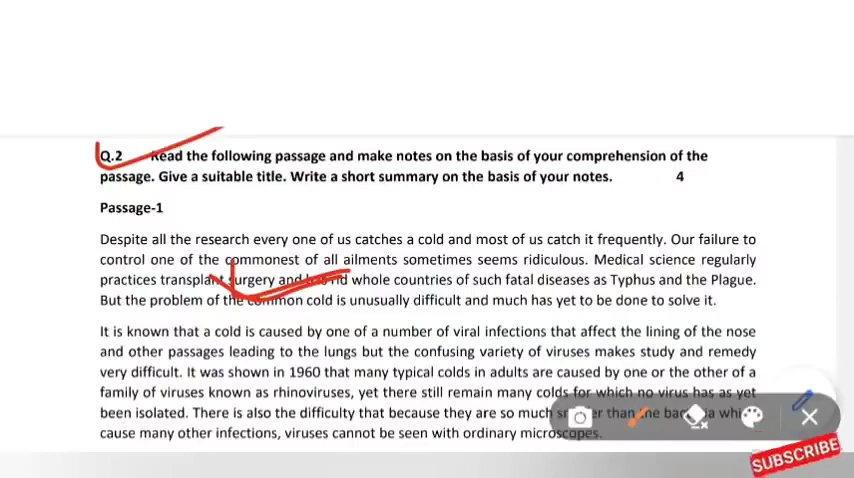 Q.2 Read the following passage and make notes on the basis of your comprehension of the
passage. Give a suitable title. Write a short summary on the basis of your notes. 4
Passage-1
Despite all the research every one of us catches a cold and most of us catch it frequently. Our failure to
control one of the commonest of all ailments sometimes seems ridiculous. Medical science regularly
practices transplant surgery and has rid whole countries of such fatal diseases as Typhus and the Plague.
But the problem of the common cold is unusually difficult and much has yet to be done to solve it.
It is known that a cold is caused by one of a number of viral infections that affect the lining of the nose
and other passages leading to the lungs but the confusing variety of viruses makes study and remedy
very difficult. It was shown in 1960 that many typical colds in adults are caused by one or the other of a
family of viruses known as rhinoviruses, yet there still remain many colds for which no virus has as yet
been isolated. There is also the difficulty that because they are so much than the whi
cause many other infections, viruses cannot be seen with ordinary microscopes.
SUBSCRIBE